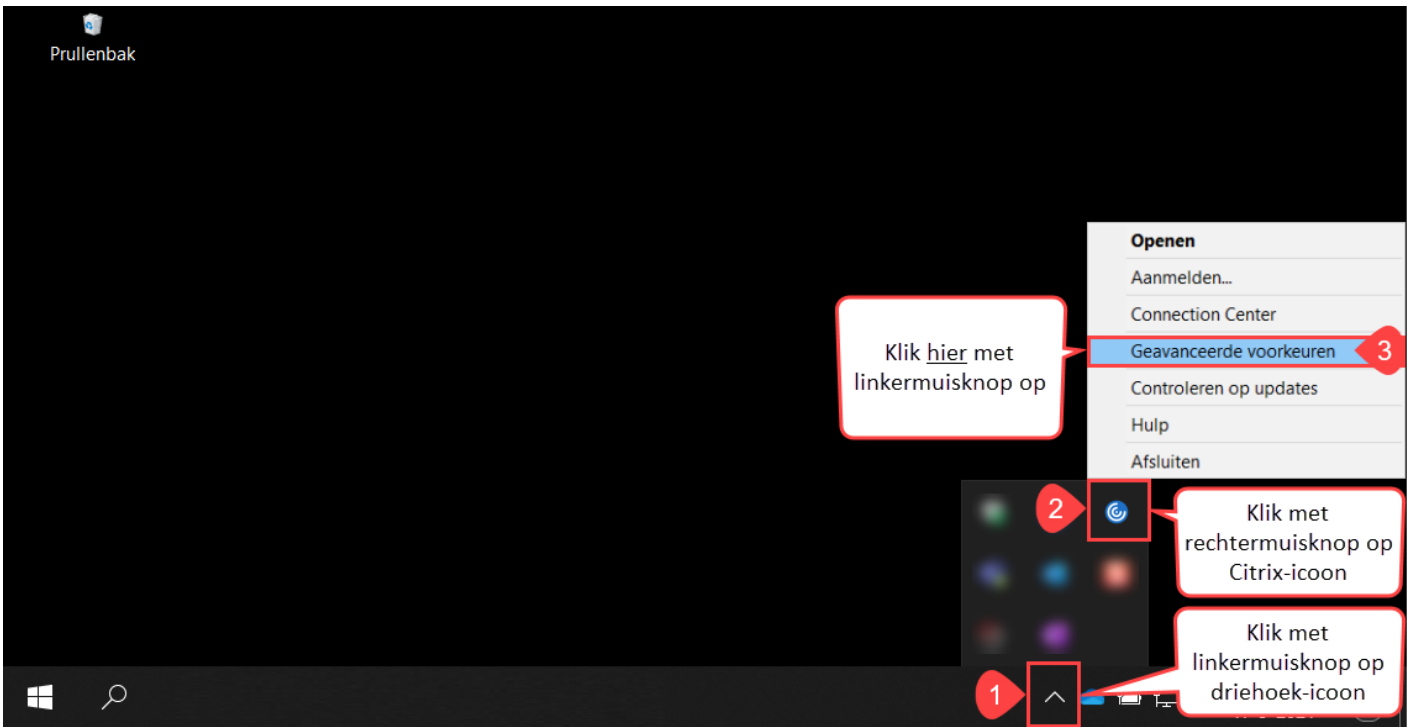 Prullenbak
Openen
Aanmelden...
Connection Center
Geavanceerde voorkeuren
3
Controleren op updates
Hulp
Afsluiten
Klik hier met
linkermuisknop op
2
Klik met
rechtermuisknop op
Citrix-icoon
1
Klik met
linkermuisknop op
driehoek-icoon